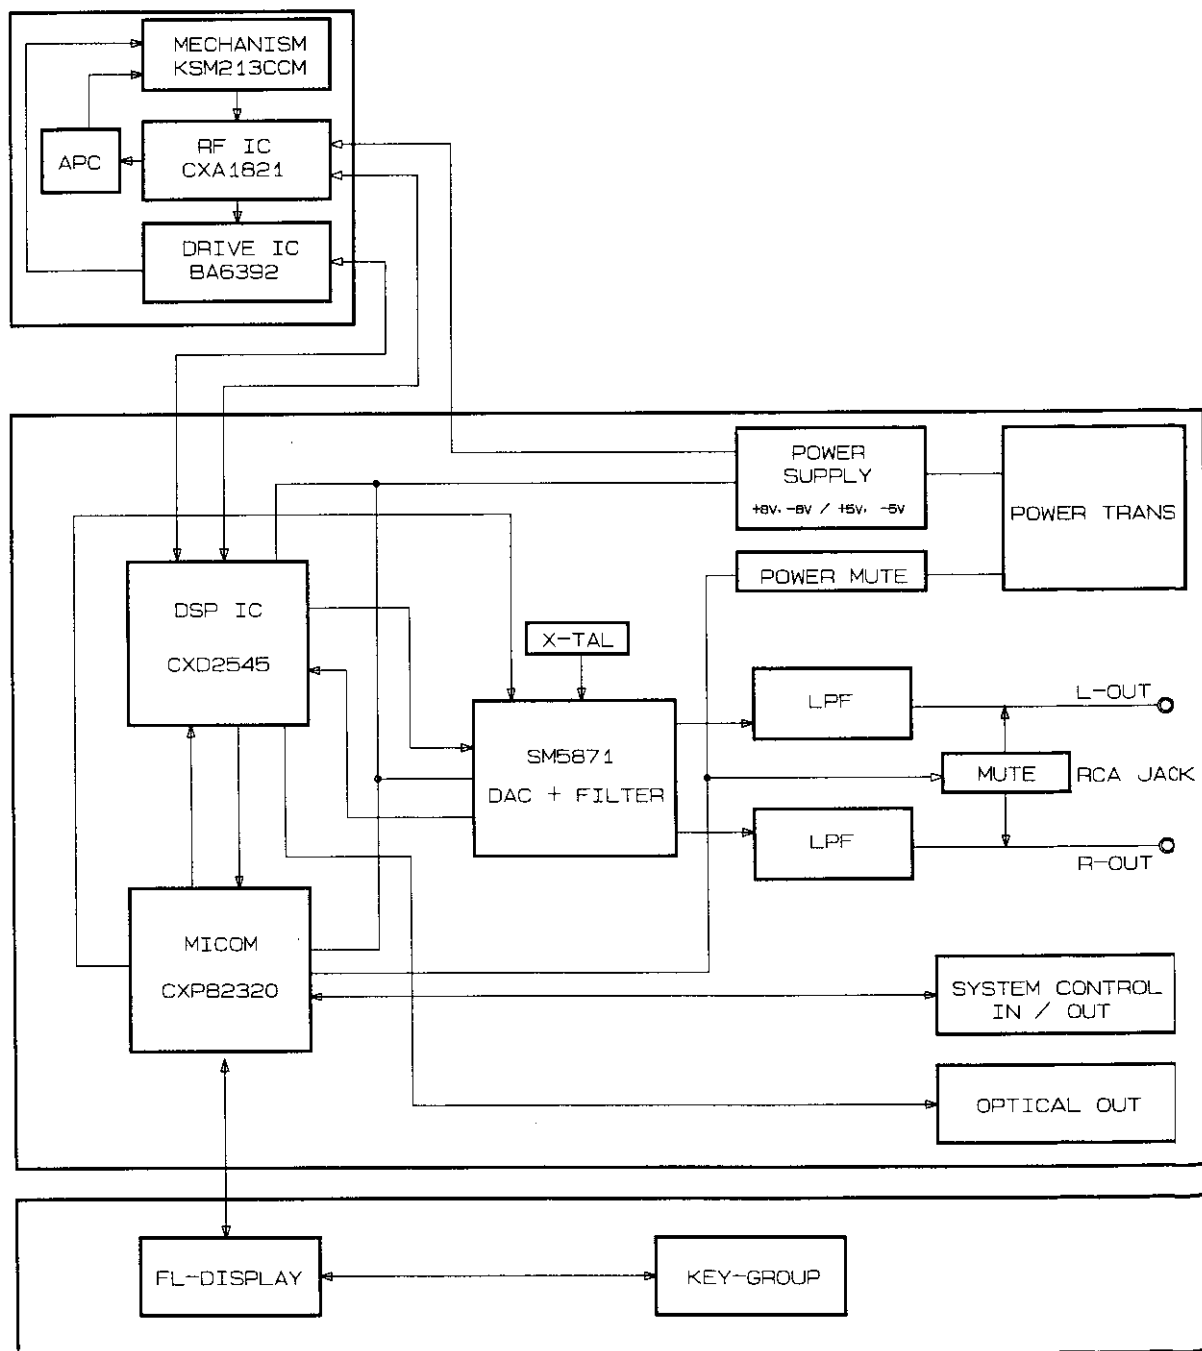 MECHANISM
KSM213CCM
RF IC
CXA1821
APC
DRIVE IC
BA6392
POWER
SUPPLY
+8V, -8V / +5V, -5V
POWER TRANS
POWER MUTE
DSP IC
CXD2545
X-TAL
LPF
L-OUT
SM5871
DAC + FILTER
MUTE
RCA JACK
LPF
R-OUT
MICOM
CXP82320
SYSTEM CONTROL
IN / OUT
OPTICAL OUT
FL-DISPLAY
KEY-GROUP